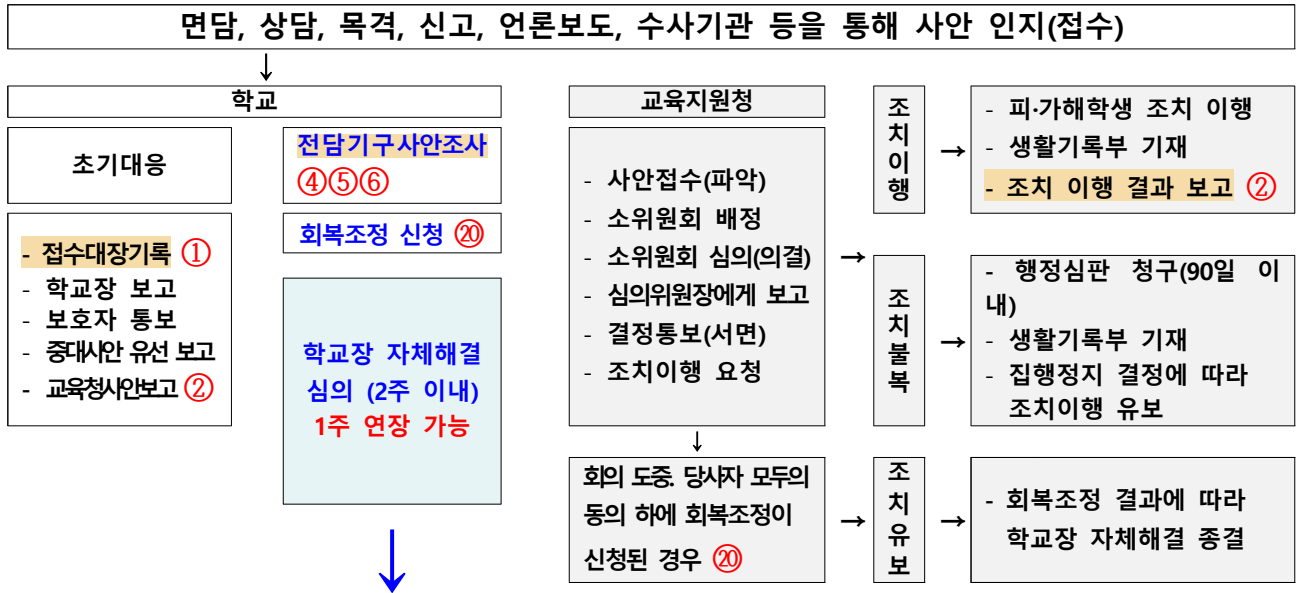 면담, 상담, 목격, 신고, 언론보도, 수사기관 등을 통해 사안 인지(접수)
↓
학교
초기대응
- 접수대장기록 ①
- 학교장 보고
- 보호자 통보
- 중대사안 유선 보고
- 교육청사안보고 ②
전담기구사안조사
④⑤⑥
회복조정 신청 ⑳
학교장 자체해결
심의 (2주 이내)
1주 연장 가능
↓
교육지원청
- 사안접수(파악)
- 소위원회 배정
- 소위원회 심의(의결)
- 심의위원장에게 보고
- 결정통보(서면)
- 조치이행 요청
→
↓
회의 도중. 당사자 모두의
동의 하에 회복조정이
신청된 경우 ⑳
→
조
치
이
행
→
- 피·가해학생 조치 이행
- 생활기록부 기재
- 조치 이행 결과 보고 ②
조
치
불
복
→
- 행정심판 청구(90일 이
내)
- 생활기록부 기재
- 집행정지 결정에 따라
조치이행 유보
조
치
유
보
→
- 회복조정 결과에 따라
학교장 자체해결 종결